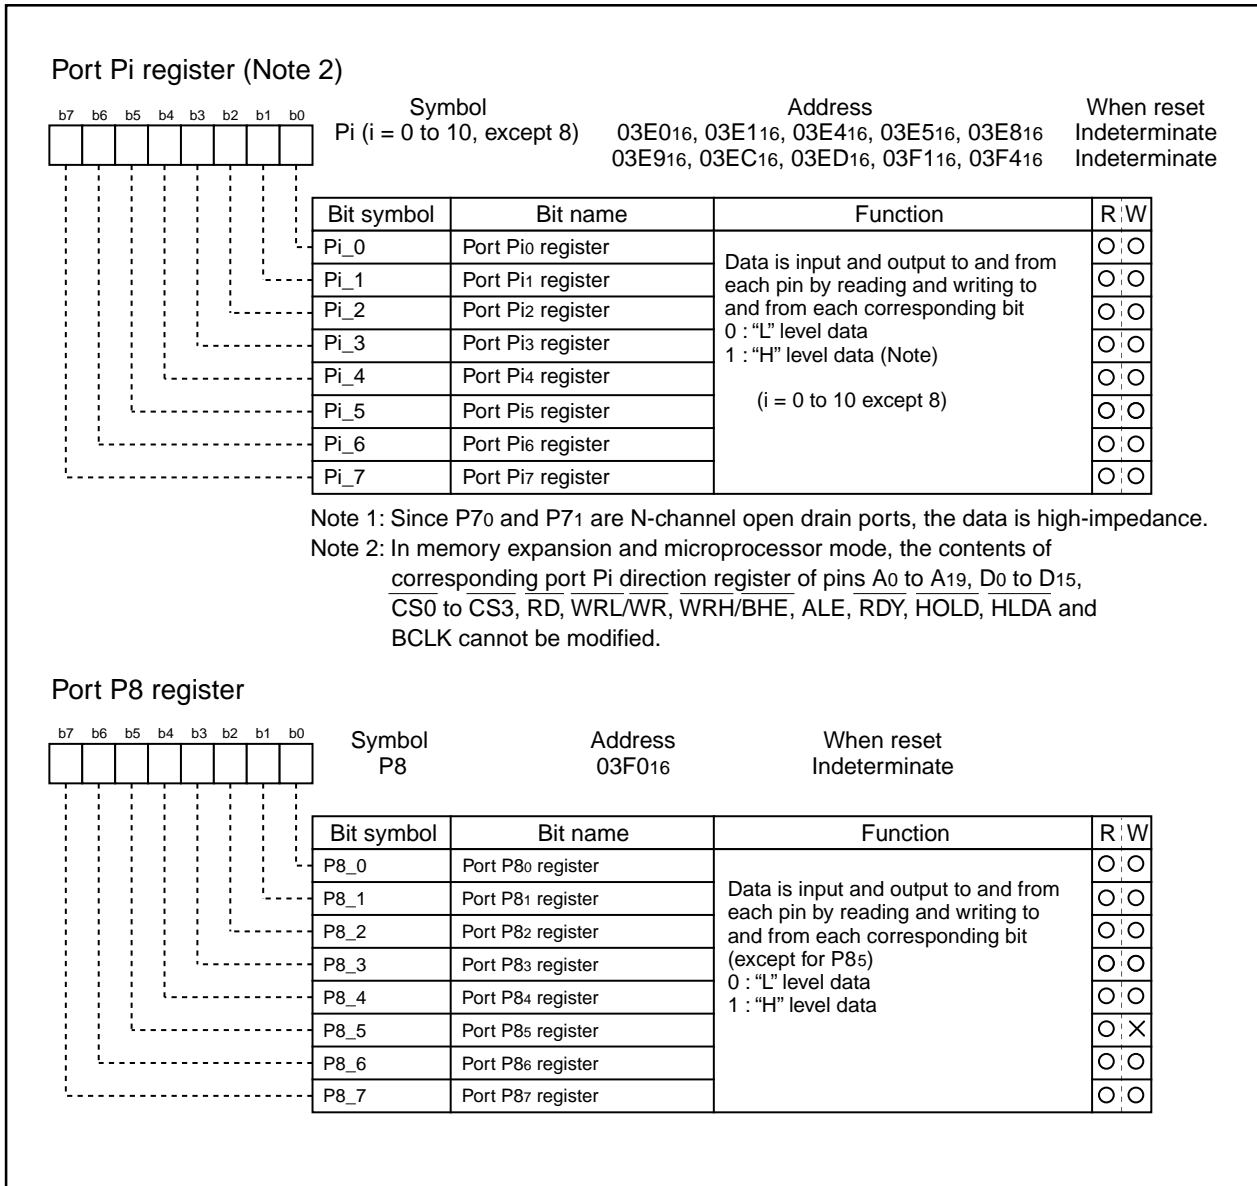 Port Pi register (Note 2)
b7 b6 b5 b4 b3 b2 b1 b0
Symbol Address When reset
Pi (i = 0 to 10, except 8) 03E016, 03E116, 03E416, 03E516, 03E816 Indeterminate
03E916, 03EC16, 03ED16, 03F116, 03F416 Indeterminate
Bit symbol Bit name Function R W
Pi_0 Port Pi0 register
Pi_1 Port Pi1 register
Pi_2 Port Pi2 register
Pi_3 Port Pi3 register
Pi_4 Port Pi4 register
Pi_5 Port Pi5 register
Pi_6 Port Pi6 register
Pi_7 Port Pi7 register
Data is input and output to and from
each pin by reading and writing to
and from each corresponding bit
0 : “L” level data
1 : “H” level data (Note)
(i = 0 to 10 except 8)
Note 1: Since P70 and P71 are N-channel open drain ports, the data is high-impedance.
Note 2: In memory expansion and microprocessor mode, the contents of
corresponding port Pi direction register of pins A0 to A19, D0 to D15,
CS0 to CS3, RD, WRL/WR, WRH/BHE, ALE, RDY, HOLD, HLDA and
BCLK cannot be modified.
Port P8 register
b7 b6 b5 b4 b3 b2 b1 b0
Symbol Address When reset
P8 03F016 Indeterminate
Bit symbol Bit name Function R W
P8_0 Port P80 register
P8_1 Port P81 register
P8_2 Port P82 register
P8_3 Port P83 register
P8_4 Port P84 register
P8_5 Port P85 register
P8_6 Port P86 register
P8_7 Port P87 register
Data is input and output to and from
each pin by reading and writing to
and from each corresponding bit
(except for P85)
0 : “L” level data
1 : “H” level data